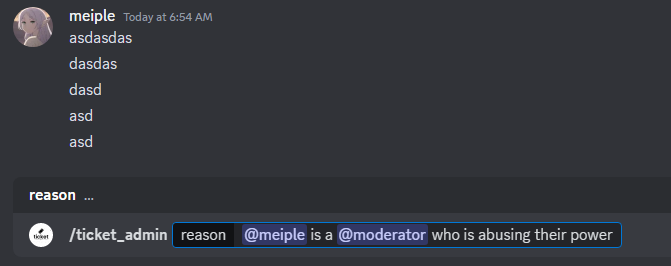 meiple Today at 6:54 AM
asdasdas
dasdas
dasd
asd
asd
reason ...
ticket /ticket_admin reason @meiple is a @moderator who is abusing their power